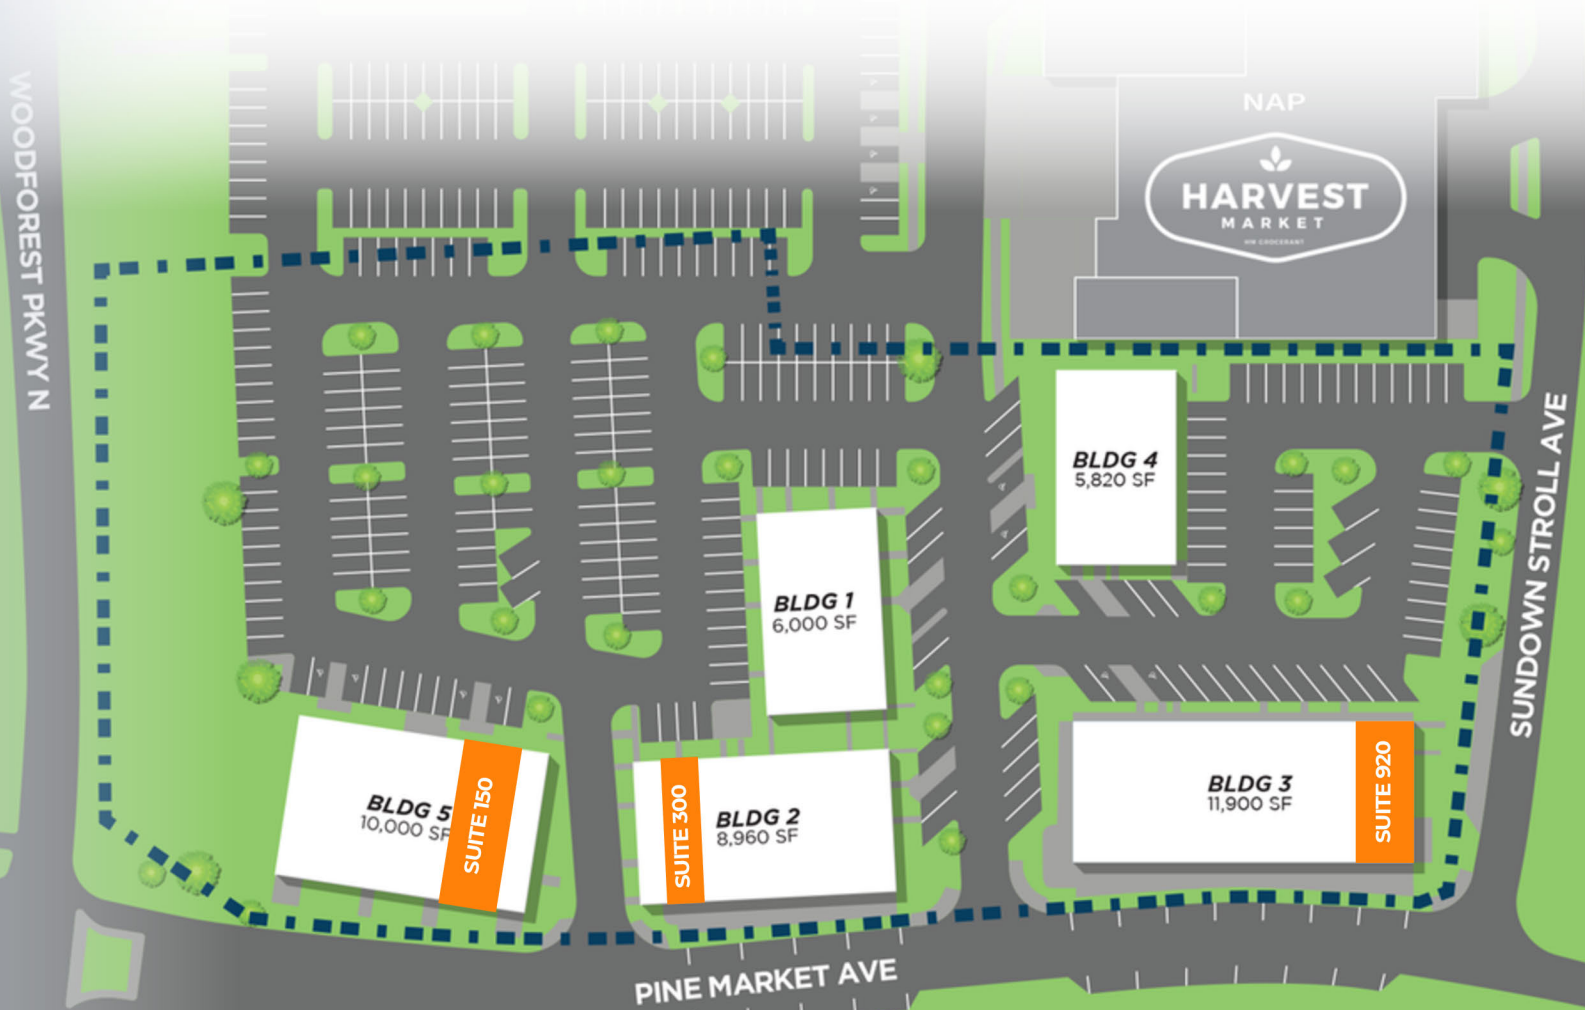 WOODFOREST PKWY N
NAP
HARVEST
MARKET
HM GROCERANT
BLDG 4
5,820 SF
BLDG 1
6,000 SF
SUNDOWN STROLL AVE
BLDG 5
10,000 SF
SUITE 150
SUITE 300
BLDG 2
8,960 SF
BLDG 3
11,900 SF
SUITE 920
PINE MARKET AVE